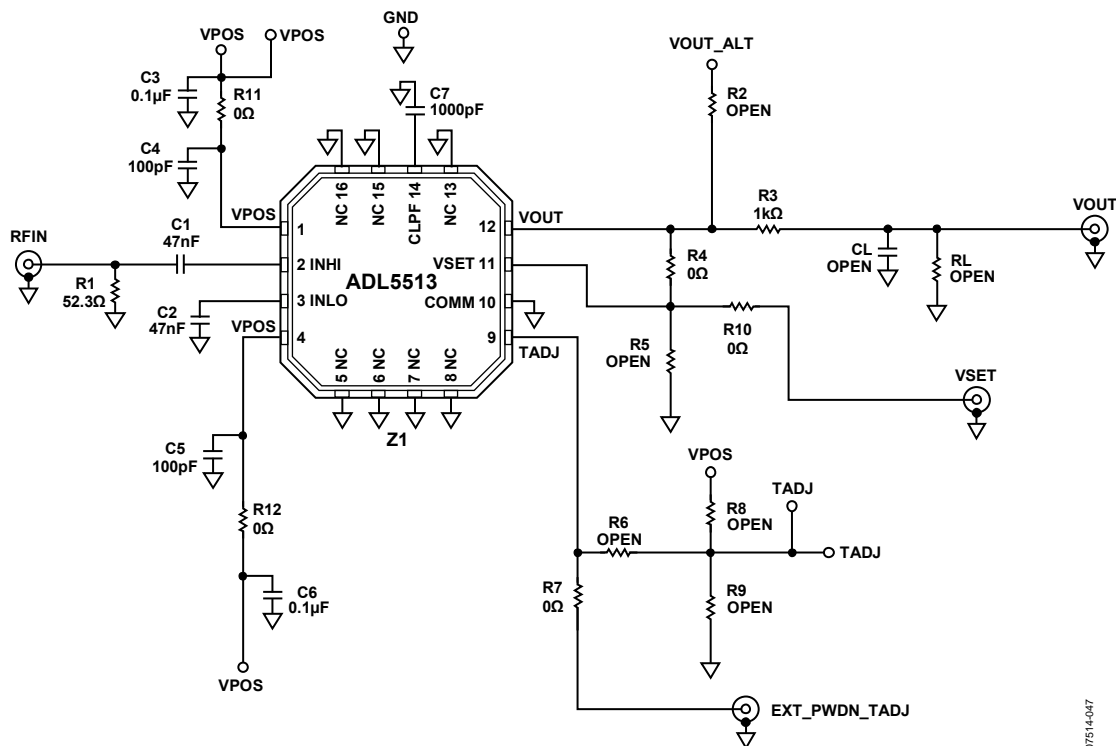 VPOS
VPOS
GND
VOUT_ALT
C3
0.1µF
R11
0Ω
C7
1000pF
R2
OPEN
C4
100pF
NC 16
NC 15
CLPF 14
NC 13
VPOS
1
12
VOUT
R3
1kΩ
VOUT
RFIN
C1
47nF
2 INHI
VSET 11
R4
0Ω
CL
OPEN
RL
OPEN
ADL5513
R1
52.3Ω
3 INLO
COMM 10
C2
47nF
VPOS
4
9
TADJ
R10
0Ω
R5
OPEN
5 NC
6 NC
7 NC
8 NC
VSET
Z1
C5
100pF
VPOS
TADJ
R12
0Ω
R8
OPEN
R6
OPEN
TADJ
R7
0Ω
R9
OPEN
C6
0.1µF
VPOS
EXT_PWDN_TADJ
07514-047